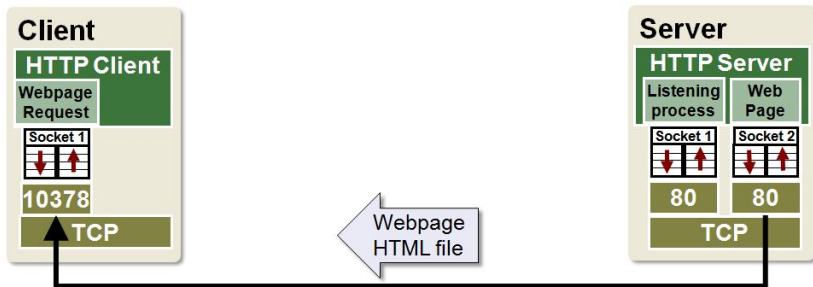 Client
HTTP Client
Webpage
Request
Socket 1
10378
TCP
Webpage
HTML file
Server
HTTP Server
Listening
process
Web
Page
Socket 1
Socket 2
80
80
TCP